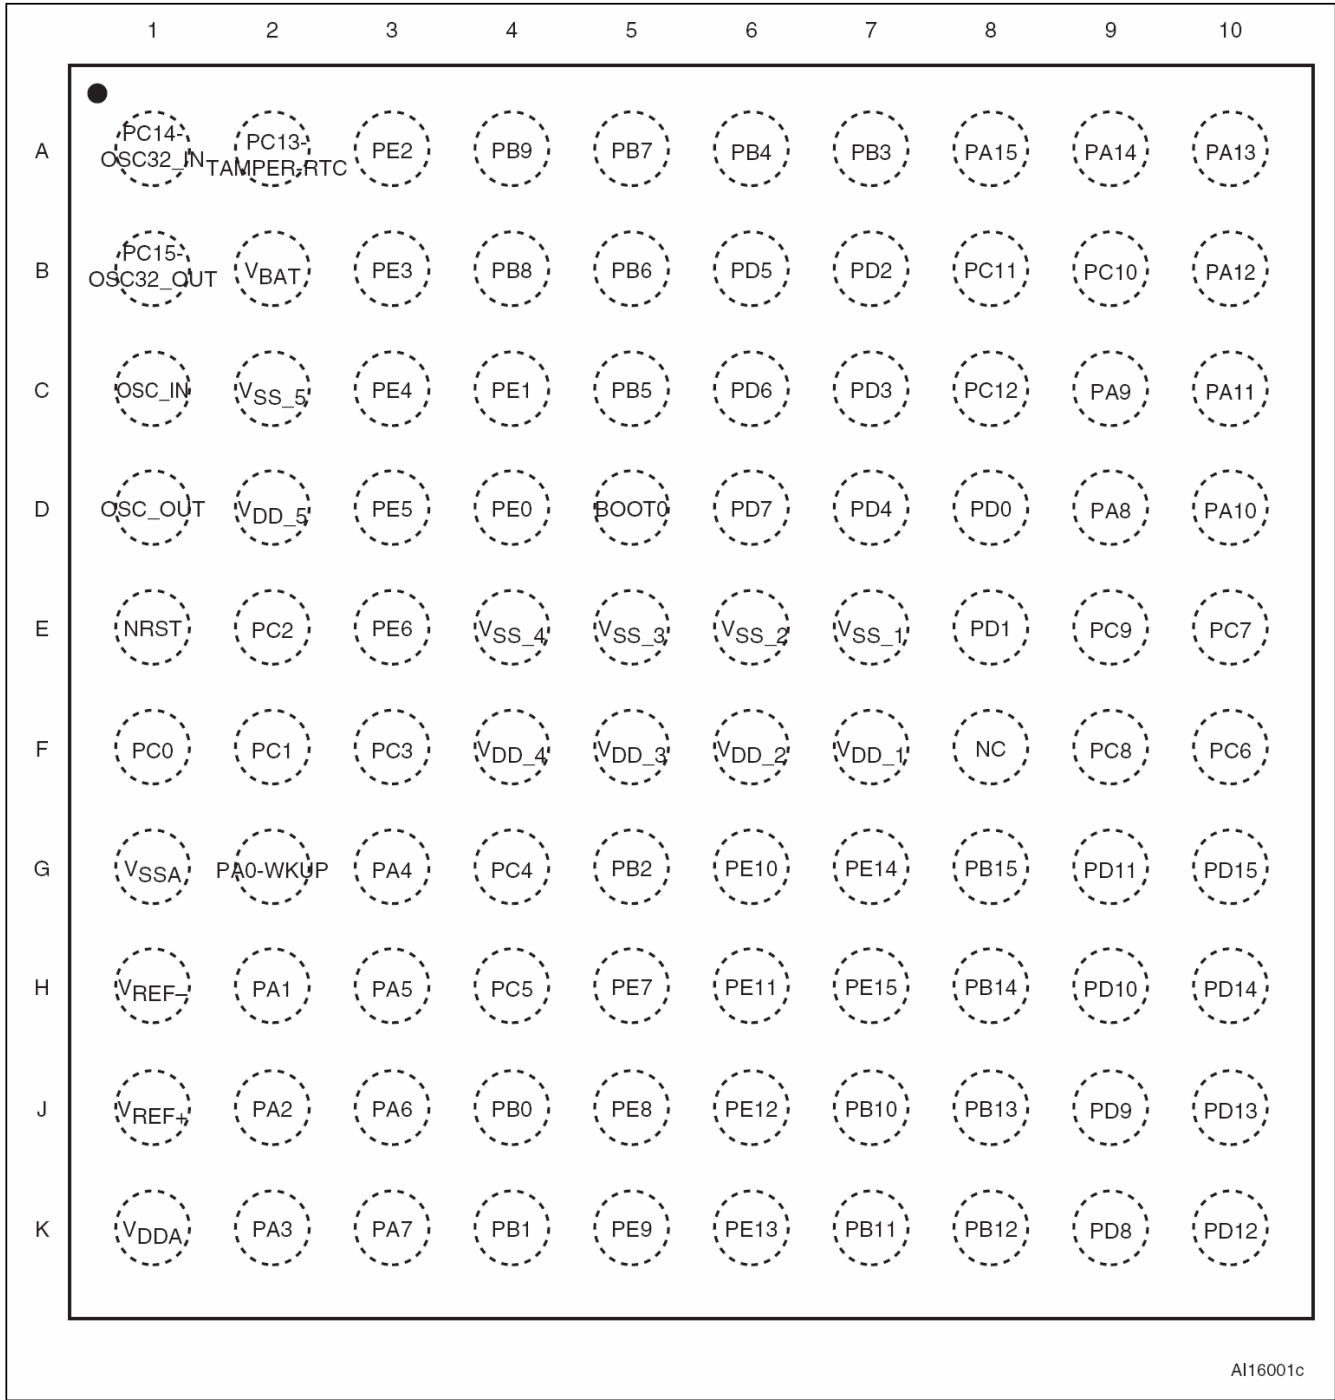 1 2 3 4 5 6 7 8 9 10
A PC14-OSC32_IN PC13-TAMPER-RTC PE2 PB9 PB7 PB4 PB3 PA15 PA14 PA13
B PC15-OSC32_OUT VBAT PE3 PB8 PB6 PD5 PD2 PC11 PC10 PA12
C OSC_IN VSS_5 PE4 PE1 PB5 PD6 PD3 PC12 PA9 PA11
D OSC_OUT VDD_5 PE5 PE0 BOOT0 PD7 PD4 PD0 PA8 PA10
E NRST PC2 PE6 VSS_4 VSS_3 VSS_2 VSS_1 PD1 PC9 PC7
F PC0 PC1 PC3 VDD_4 VDD_3 VDD_2 VDD_1 NC PC8 PC6
G VSSA PA0-WKUP PA4 PC4 PB2 PE10 PE14 PB15 PD11 PD15
H VREF– PA1 PA5 PC5 PE7 PE11 PE15 PB14 PD10 PD14
J VREF+ PA2 PA6 PB0 PE8 PE12 PB10 PB13 PD9 PD13
K VDDA PA3 PA7 PB1 PE9 PE13 PB11 PB12 PD8 PD12
AI16001c